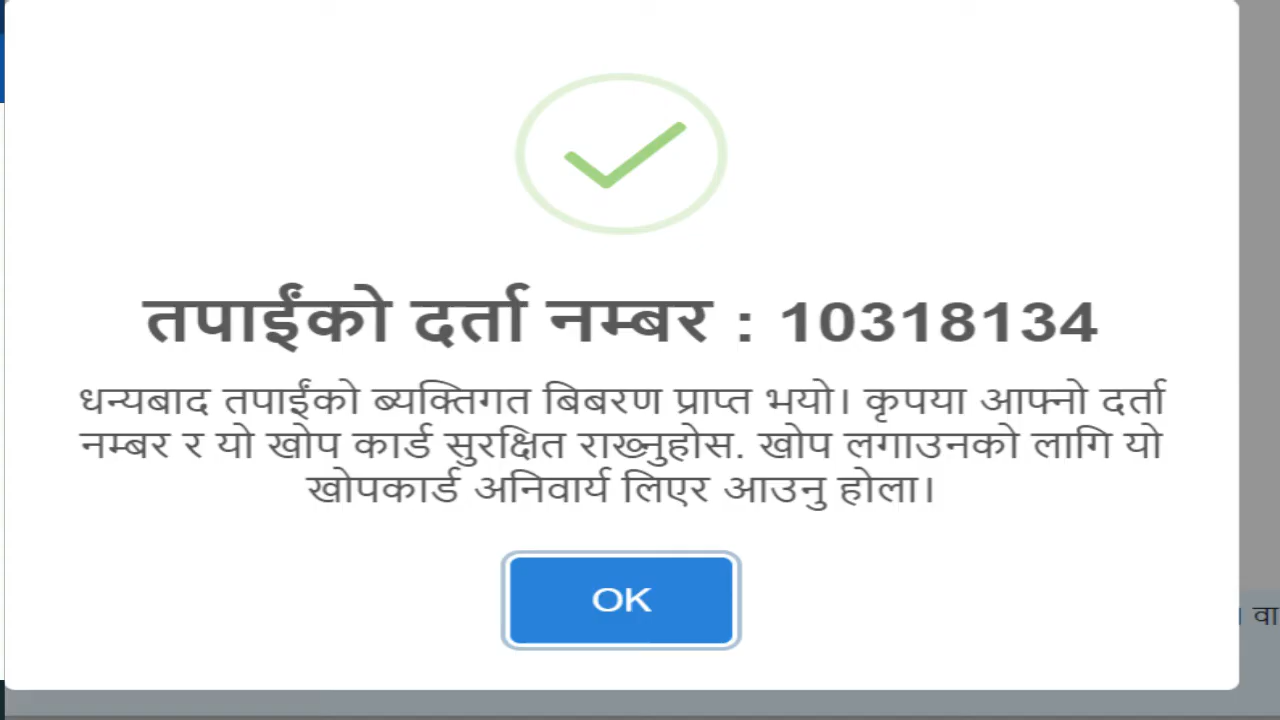 तपाईंको दर्ता नम्बर : 10318134
धन्यबाद तपाईंको ब्यक्तिगत बिबरण प्राप्त भयो। कृपया आफ्नो दर्ता
नम्बर र यो खोप कार्ड सुरक्षित राख्नुहोस. खोप लगाउनको लागि यो
खोपकार्ड अनिवार्य लिएर आउनु होला।
OK
। वा